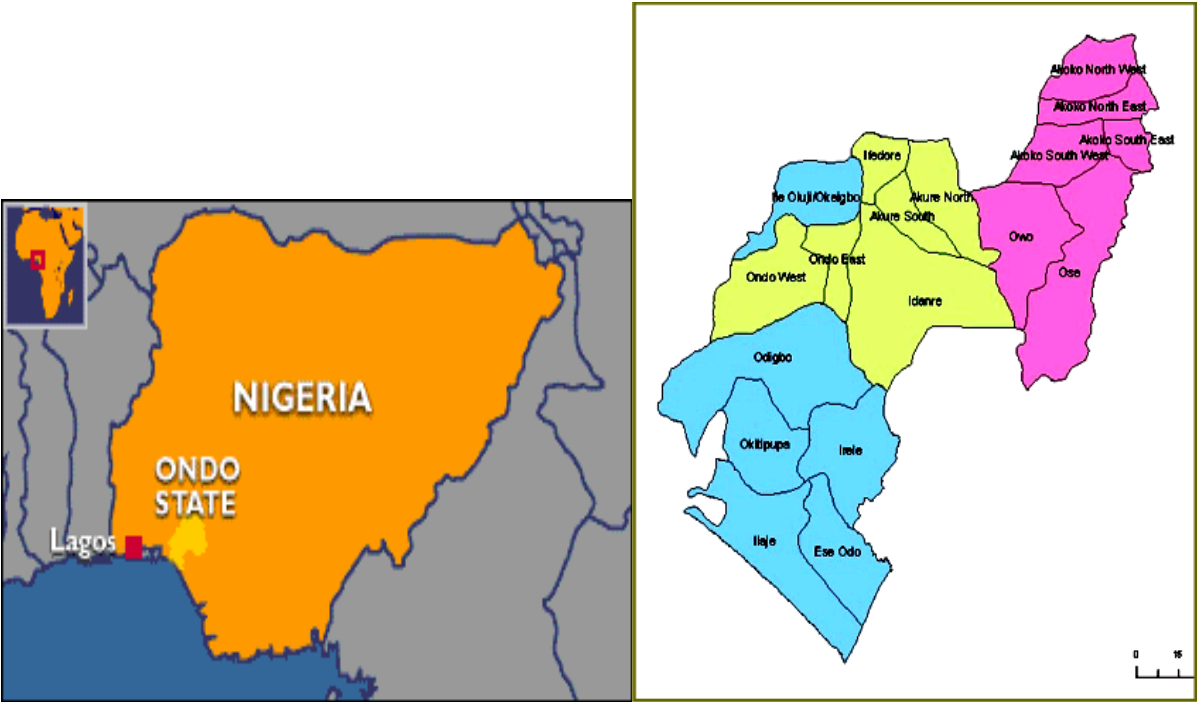 NIGERIA
ONDO
STATE
Lagos
Akoko North West
Akoko North East
Akoko South East
Akoko South West
Ifedore
Ile Oluji/Okeigbo
Akure North
Akure South
Owo
Ondo East
Ose
Ondo West
Idanre
Odigbo
Okitipupa
Irele
Ilaje
Ese Odo
0 15